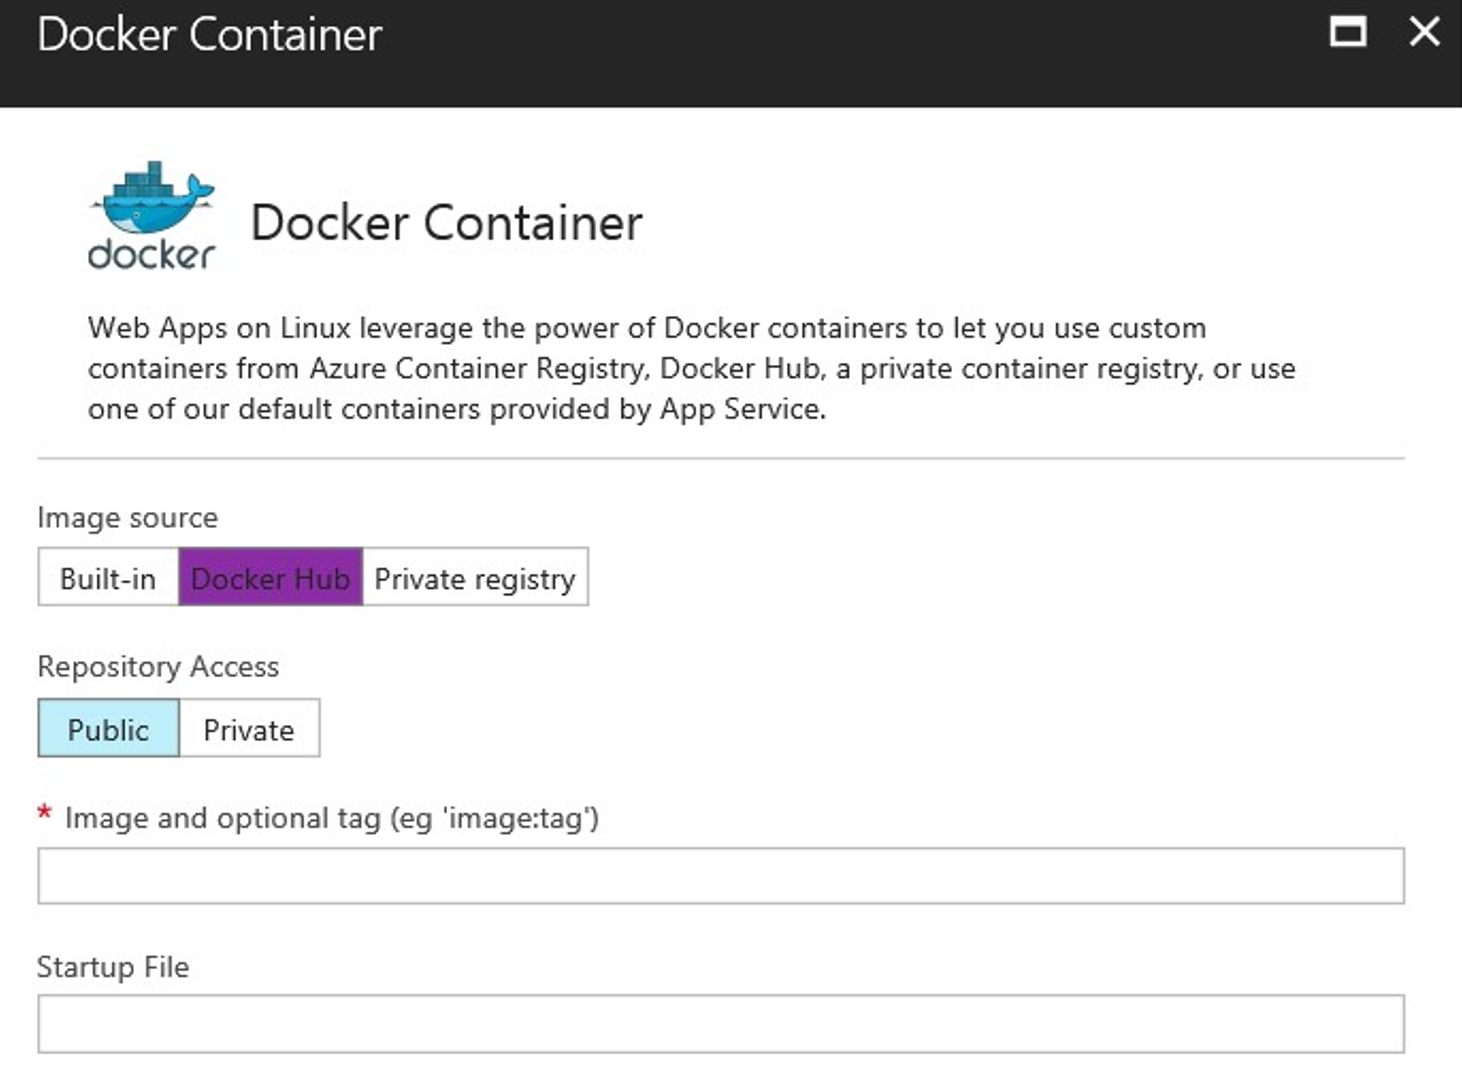 Docker Container
docker
Docker Container
Web Apps on Linux leverage the power of Docker containers to let you use custom
containers from Azure Container Registry, Docker Hub, a private container registry, or use
one of our default containers provided by App Service.
Image source
Built-in Docker Hub Private registry
Repository Access
Public Private
* Image and optional tag (eg 'image:tag')
Startup File